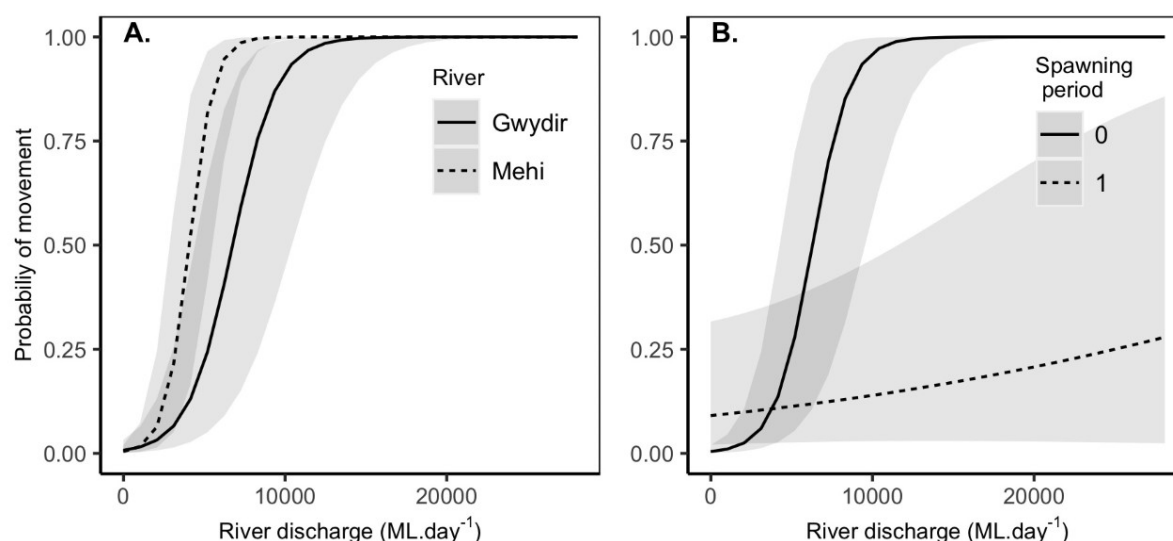 A.
1.00
0.75
0.50
0.25
0.00
Probabiliy of movement
River
Gwydir
Mehi
0
10000
20000
River discharge (ML.day⁻¹)
B.
1.00
0.75
0.50
0.25
0.00
Spawning
period
0
1
0
10000
20000
River discharge (ML.day⁻¹)